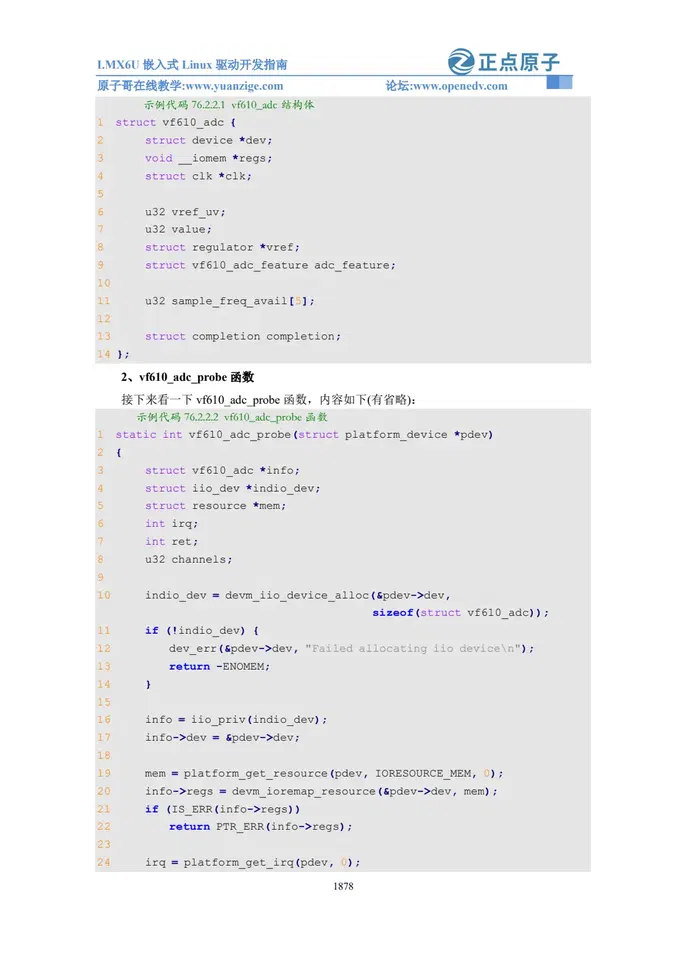 I.MX6U 嵌入式 Linux 驱动开发指南
正点原子
原子哥在线教学:www.yuanzige.com 论坛:www.openedv.com
示例代码 76.2.2.1 vf610_adc 结构体
1 struct vf610_adc {
2 struct device *dev;
3 void __iomem *regs;
4 struct clk *clk;
5
6 u32 vref_uv;
7 u32 value;
8 struct regulator *vref;
9 struct vf610_adc_feature adc_feature;
10
11 u32 sample_freq_avail[5];
12
13 struct completion completion;
14 };
2、vf610_adc_probe 函数
接下来看一下 vf610_adc_probe 函数，内容如下(有省略)：
示例代码 76.2.2.2 vf610_adc_probe 函数
1 static int vf610_adc_probe(struct platform_device *pdev)
2 {
3 struct vf610_adc *info;
4 struct iio_dev *indio_dev;
5 struct resource *mem;
6 int irq;
7 int ret;
8 u32 channels;
9
10 indio_dev = devm_iio_device_alloc(&pdev->dev,
sizeof(struct vf610_adc));
11 if (!indio_dev) {
12 dev_err(&pdev->dev, "Failed allocating iio device\n");
13 return -ENOMEM;
14 }
15
16 info = iio_priv(indio_dev);
17 info->dev = &pdev->dev;
18
19 mem = platform_get_resource(pdev, IORESOURCE_MEM, 0);
20 info->regs = devm_ioremap_resource(&pdev->dev, mem);
21 if (IS_ERR(info->regs))
22 return PTR_ERR(info->regs);
23
24 irq = platform_get_irq(pdev, 0);
1878